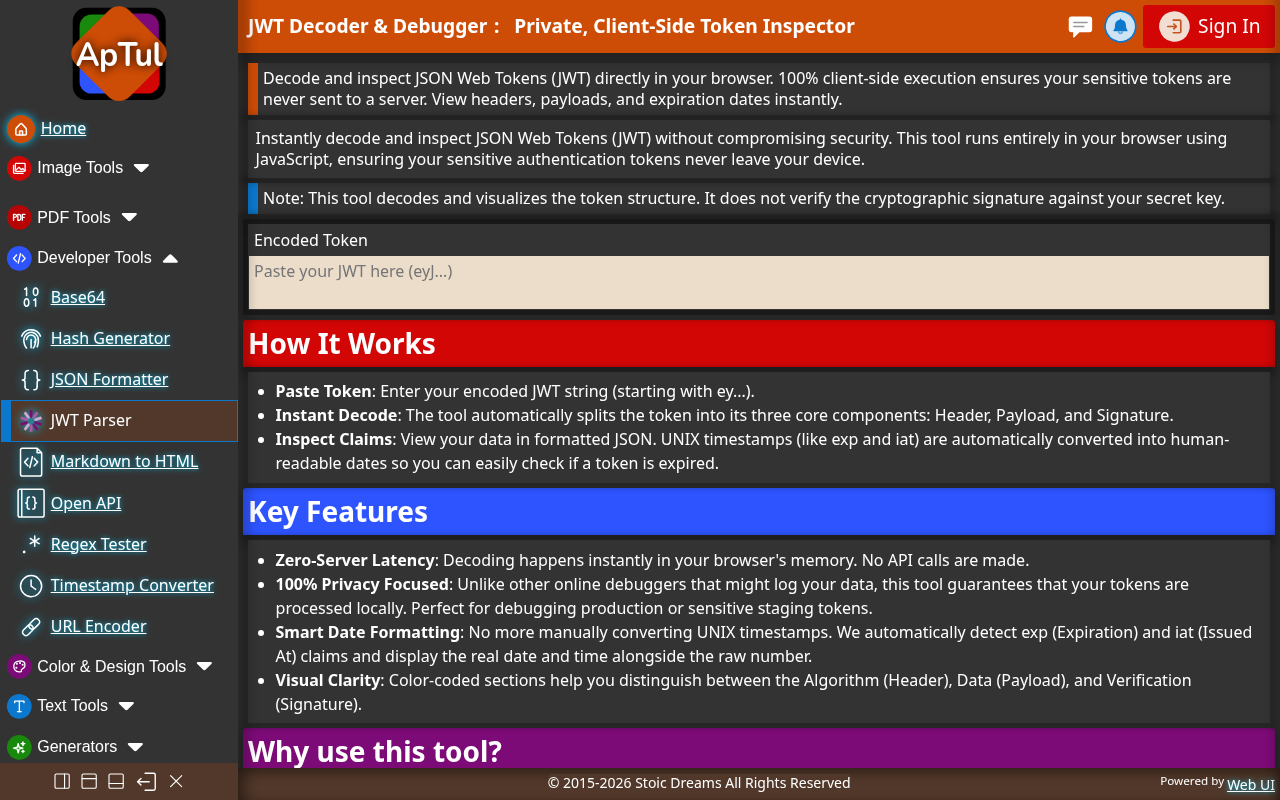 ApTul
Home
Image Tools
PDF Tools
Developer Tools
Base64
Hash Generator
JSON Formatter
JWT Parser
Markdown to HTML
Open API
Regex Tester
Timestamp Converter
URL Encoder
Color & Design Tools
Text Tools
Generators
JWT Decoder & Debugger : Private, Client-Side Token Inspector
Sign In
Decode and inspect JSON Web Tokens (JWT) directly in your browser. 100% client-side execution ensures your sensitive tokens are
never sent to a server. View headers, payloads, and expiration dates instantly.
Instantly decode and inspect JSON Web Tokens (JWT) without compromising security. This tool runs entirely in your browser using
JavaScript, ensuring your sensitive authentication tokens never leave your device.
Note: This tool decodes and visualizes the token structure. It does not verify the cryptographic signature against your secret key.
Encoded Token
Paste your JWT here (eyJ...)
How It Works
• Paste Token: Enter your encoded JWT string (starting with ey...).
• Instant Decode: The tool automatically splits the token into its three core components: Header, Payload, and Signature.
• Inspect Claims: View your data in formatted JSON. UNIX timestamps (like exp and iat) are automatically converted into human-
readable dates so you can easily check if a token is expired.
Key Features
• Zero-Server Latency: Decoding happens instantly in your browser's memory. No API calls are made.
• 100% Privacy Focused: Unlike other online debuggers that might log your data, this tool guarantees that your tokens are
processed locally. Perfect for debugging production or sensitive staging tokens.
• Smart Date Formatting: No more manually converting UNIX timestamps. We automatically detect exp (Expiration) and iat (Issued
At) claims and display the real date and time alongside the raw number.
• Visual Clarity: Color-coded sections help you distinguish between the Algorithm (Header), Data (Payload), and Verification
(Signature).
Why use this tool?
© 2015-2026 Stoic Dreams All Rights Reserved
Powered by Web UI